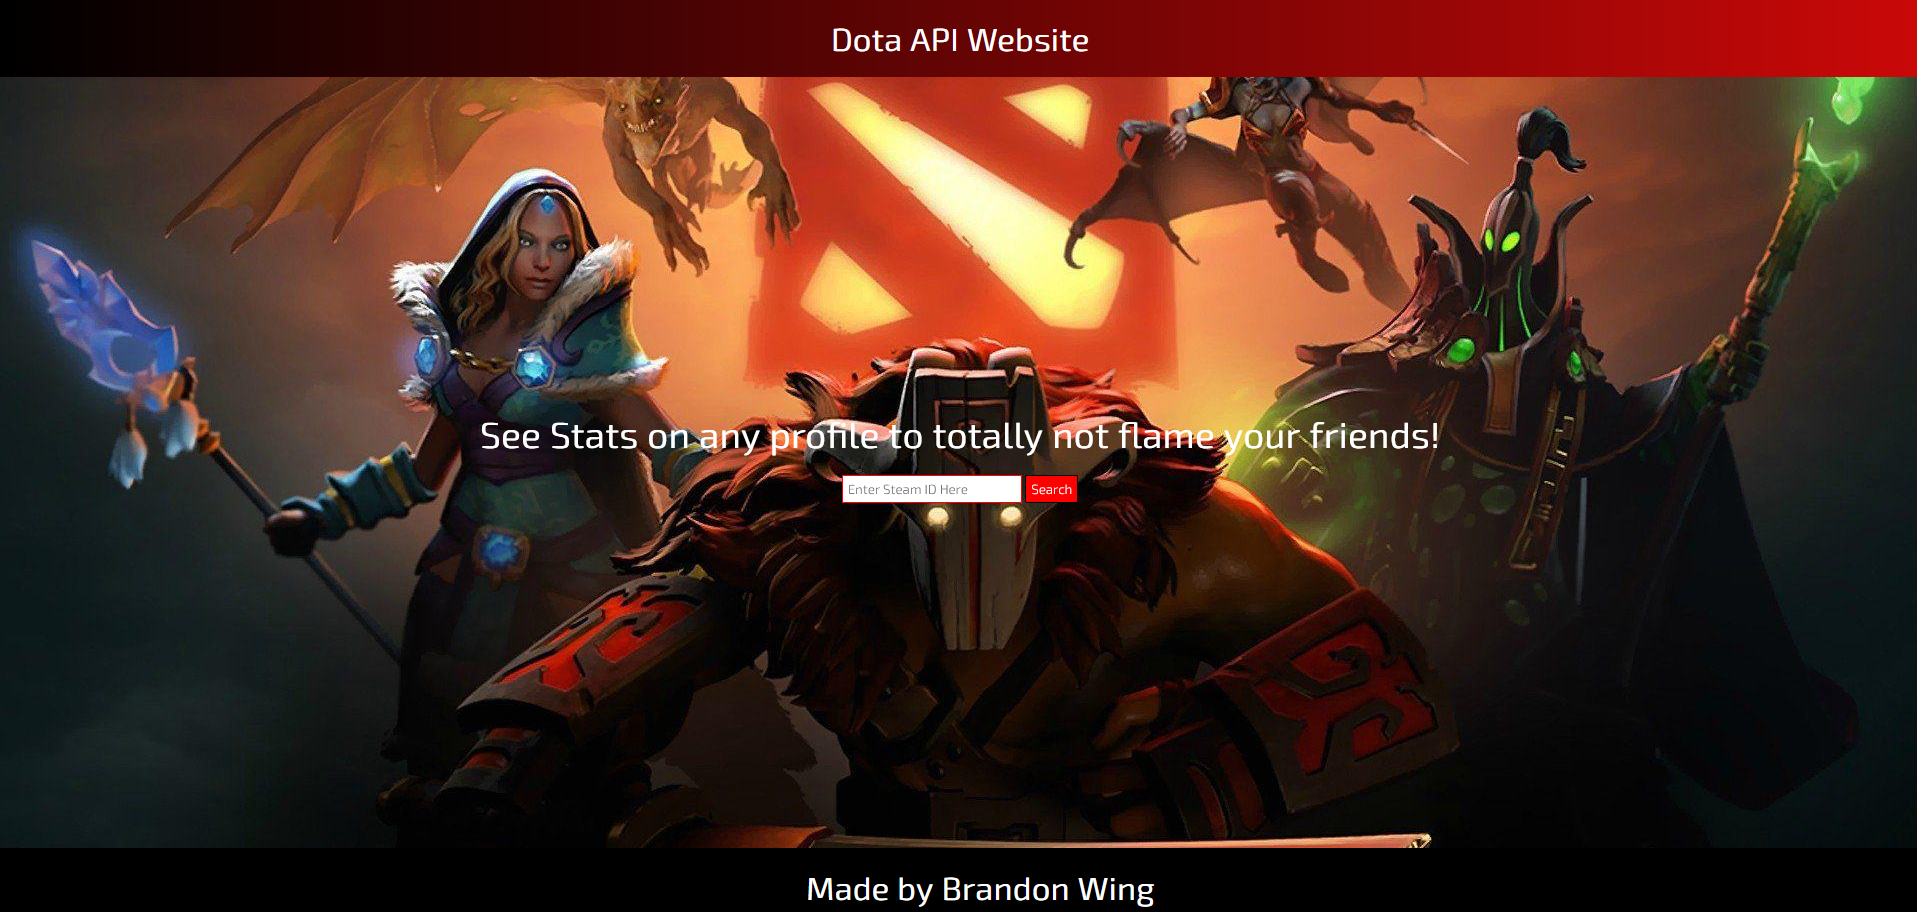 Dota API Website
See Stats on any profile to totally not flame your friends!
Enter Steam ID Here Search
Made by Brandon Wing